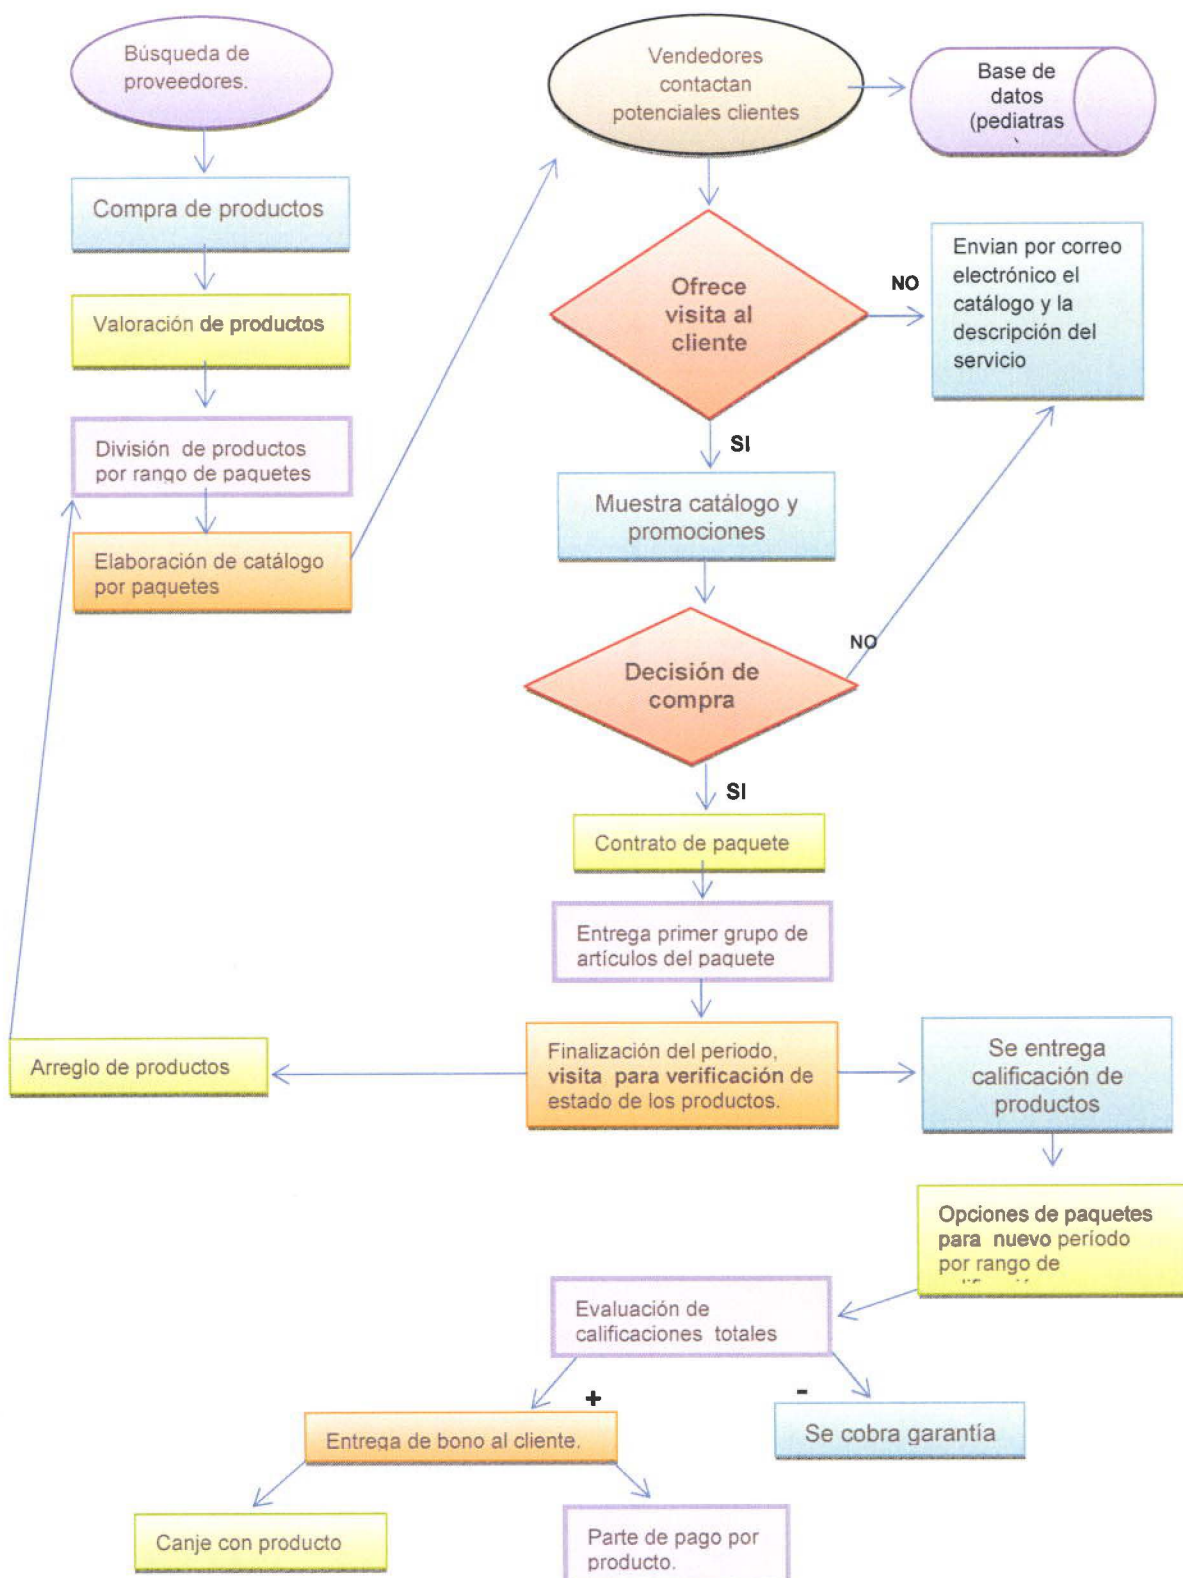 Búsqueda de
proveedores.
Compra de productos
Valoración de productos
División de productos
por rango de paquetes
Elaboración de catálogo
por paquetes
Vendedores
contactan
potenciales clientes
Base de
datos
(pediatras
Ofrece
visita al
cliente
NO
Envian por correo
electrónico el
catálogo y la
descripción del
servicio
SI
Muestra catálogo y
promociones
Decisión de
compra
NO
SI
Contrato de paquete
Entrega primer grupo de
artículos del paquete
Finalización del periodo,
visita para verificación de
estado de los productos.
Arreglo de productos
Se entrega
calificación de
productos
Opciones de paquetes
para nuevo período
por rango de
Evaluación de
calificaciones totales
+
-
Entrega de bono al cliente.
Se cobra garantía
Canje con producto
Parte de pago por
producto.